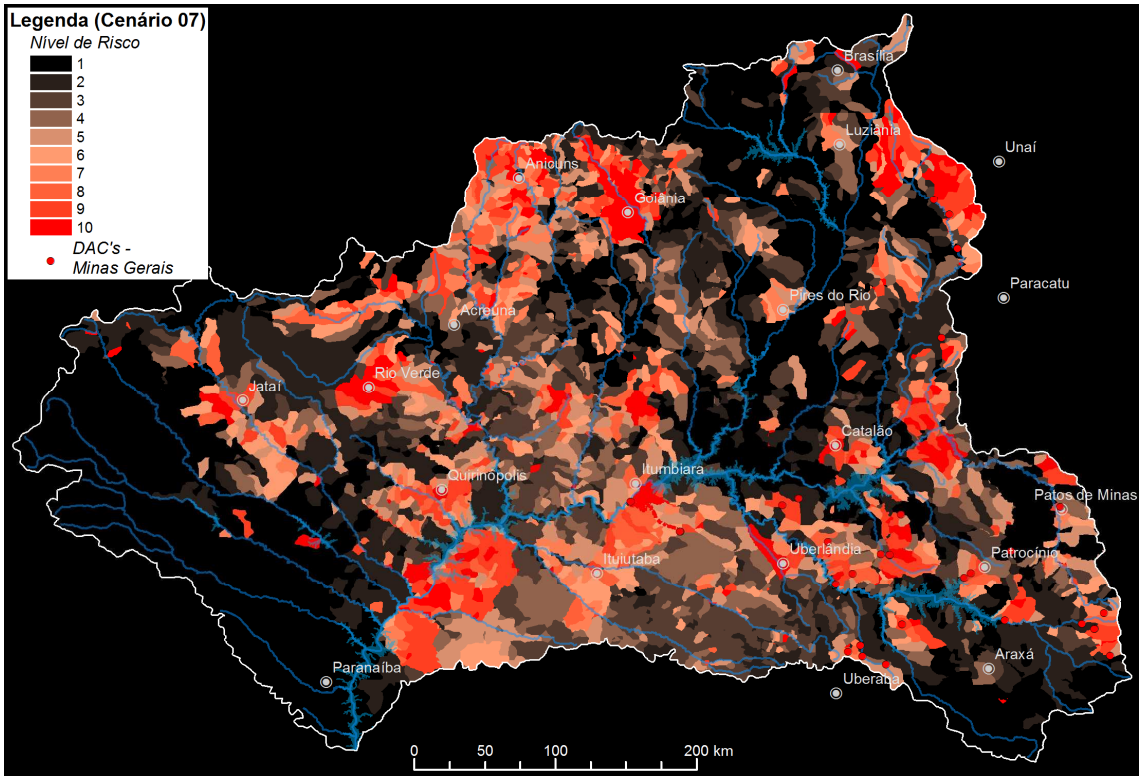 Legenda (Cenário 07)
Nível de Risco
1
2
3
4
5
6
7
8
9
10
DAC's -
Minas Gerais
Brasília
Luziânia
Unaí
Anicuns
Goiânia
Paracatu
Pires do Rio
Acreúna
Rio Verde
Jataí
Catalão
Itumbiara
Quirinópolis
Patos de Minas
Uberlândia
Patrocínio
Ituiutaba
Araxá
Paranaíba
Uberaba
0 50 100 200 km